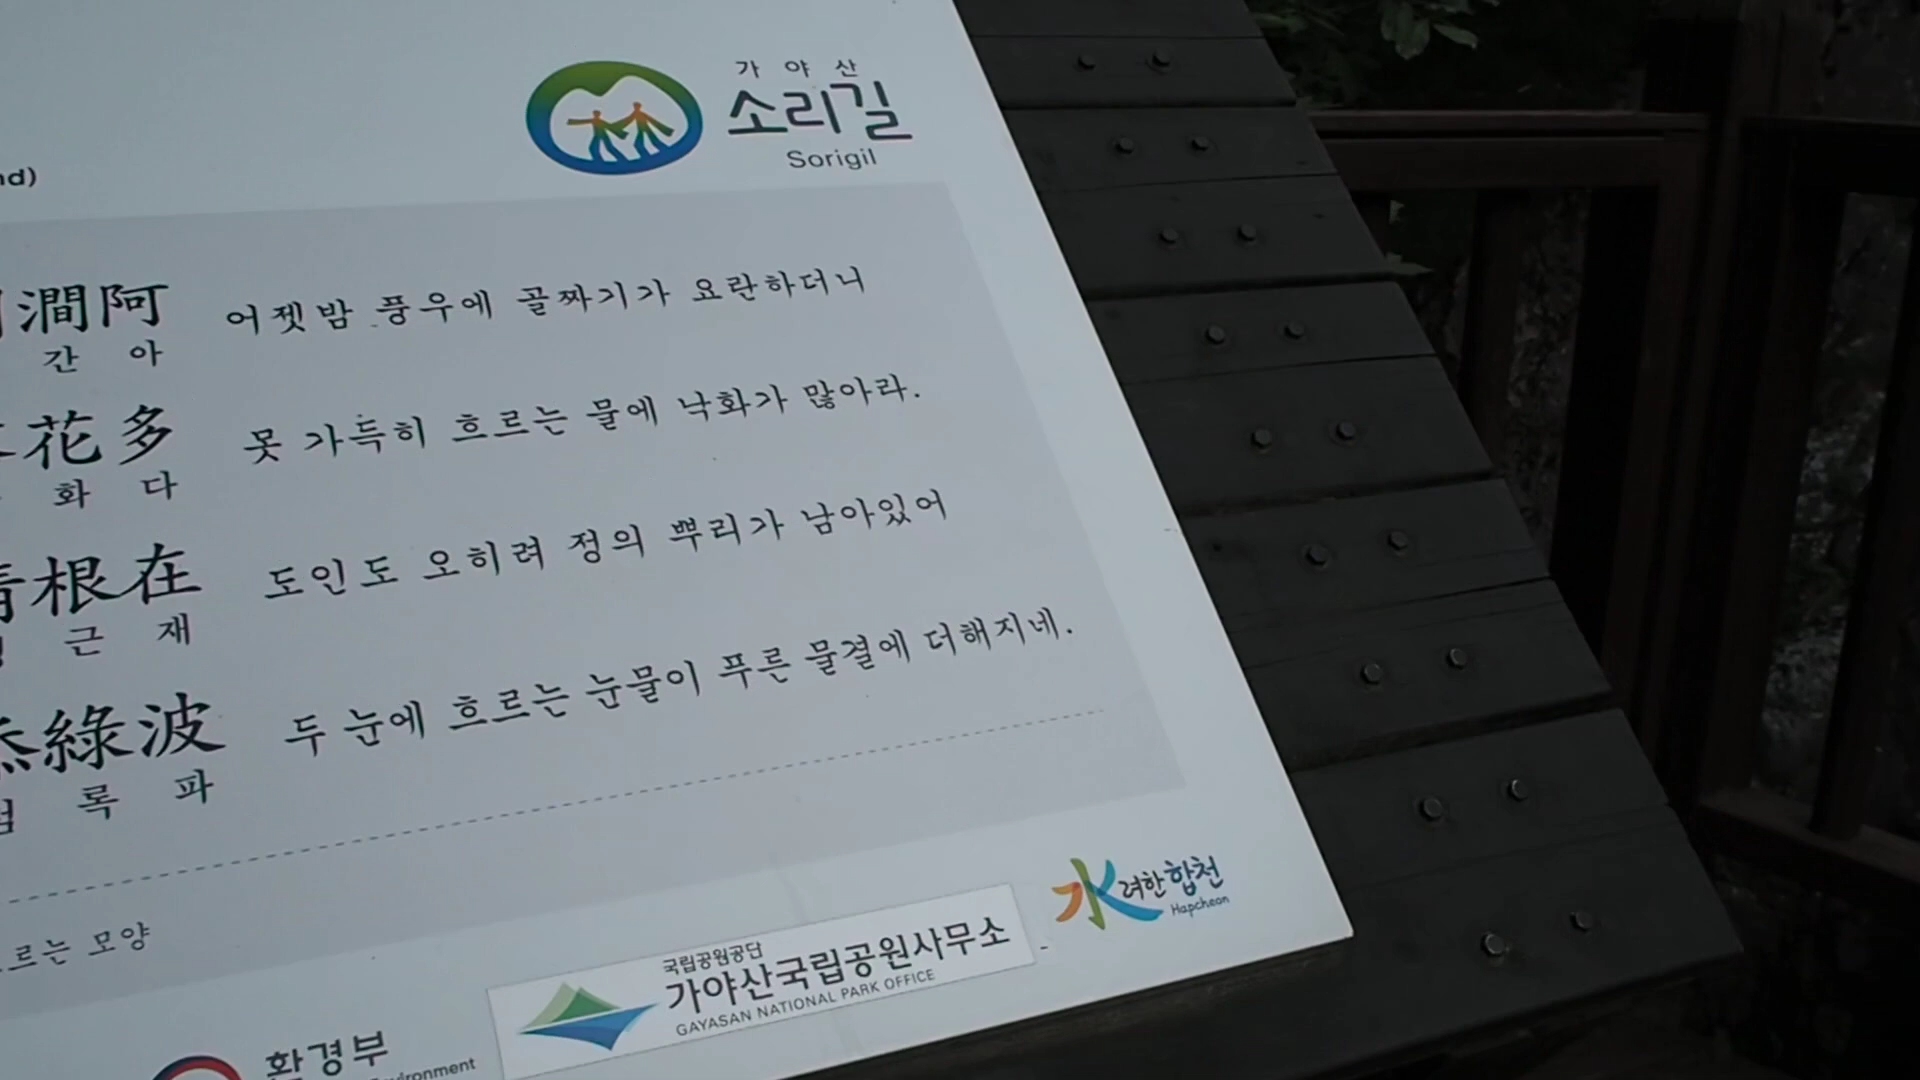 가야산
소리길
Sorigil
澗阿
간 아
어젯밤 풍우에 골짜기가 요란하더니
花多
화 다
못 가득히 흐르는 물에 낙화가 많아라.
根在
근 재
도인도 오히려 정의 뿌리가 남아있어
綠波
록 파
두 눈에 흐르는 눈물이 푸른 물결에 더해지네.
모양
水려한 합천
Hapcheon
국립공원공단
가야산국립공원사무소
GAYASAN NATIONAL PARK OFFICE
환경부